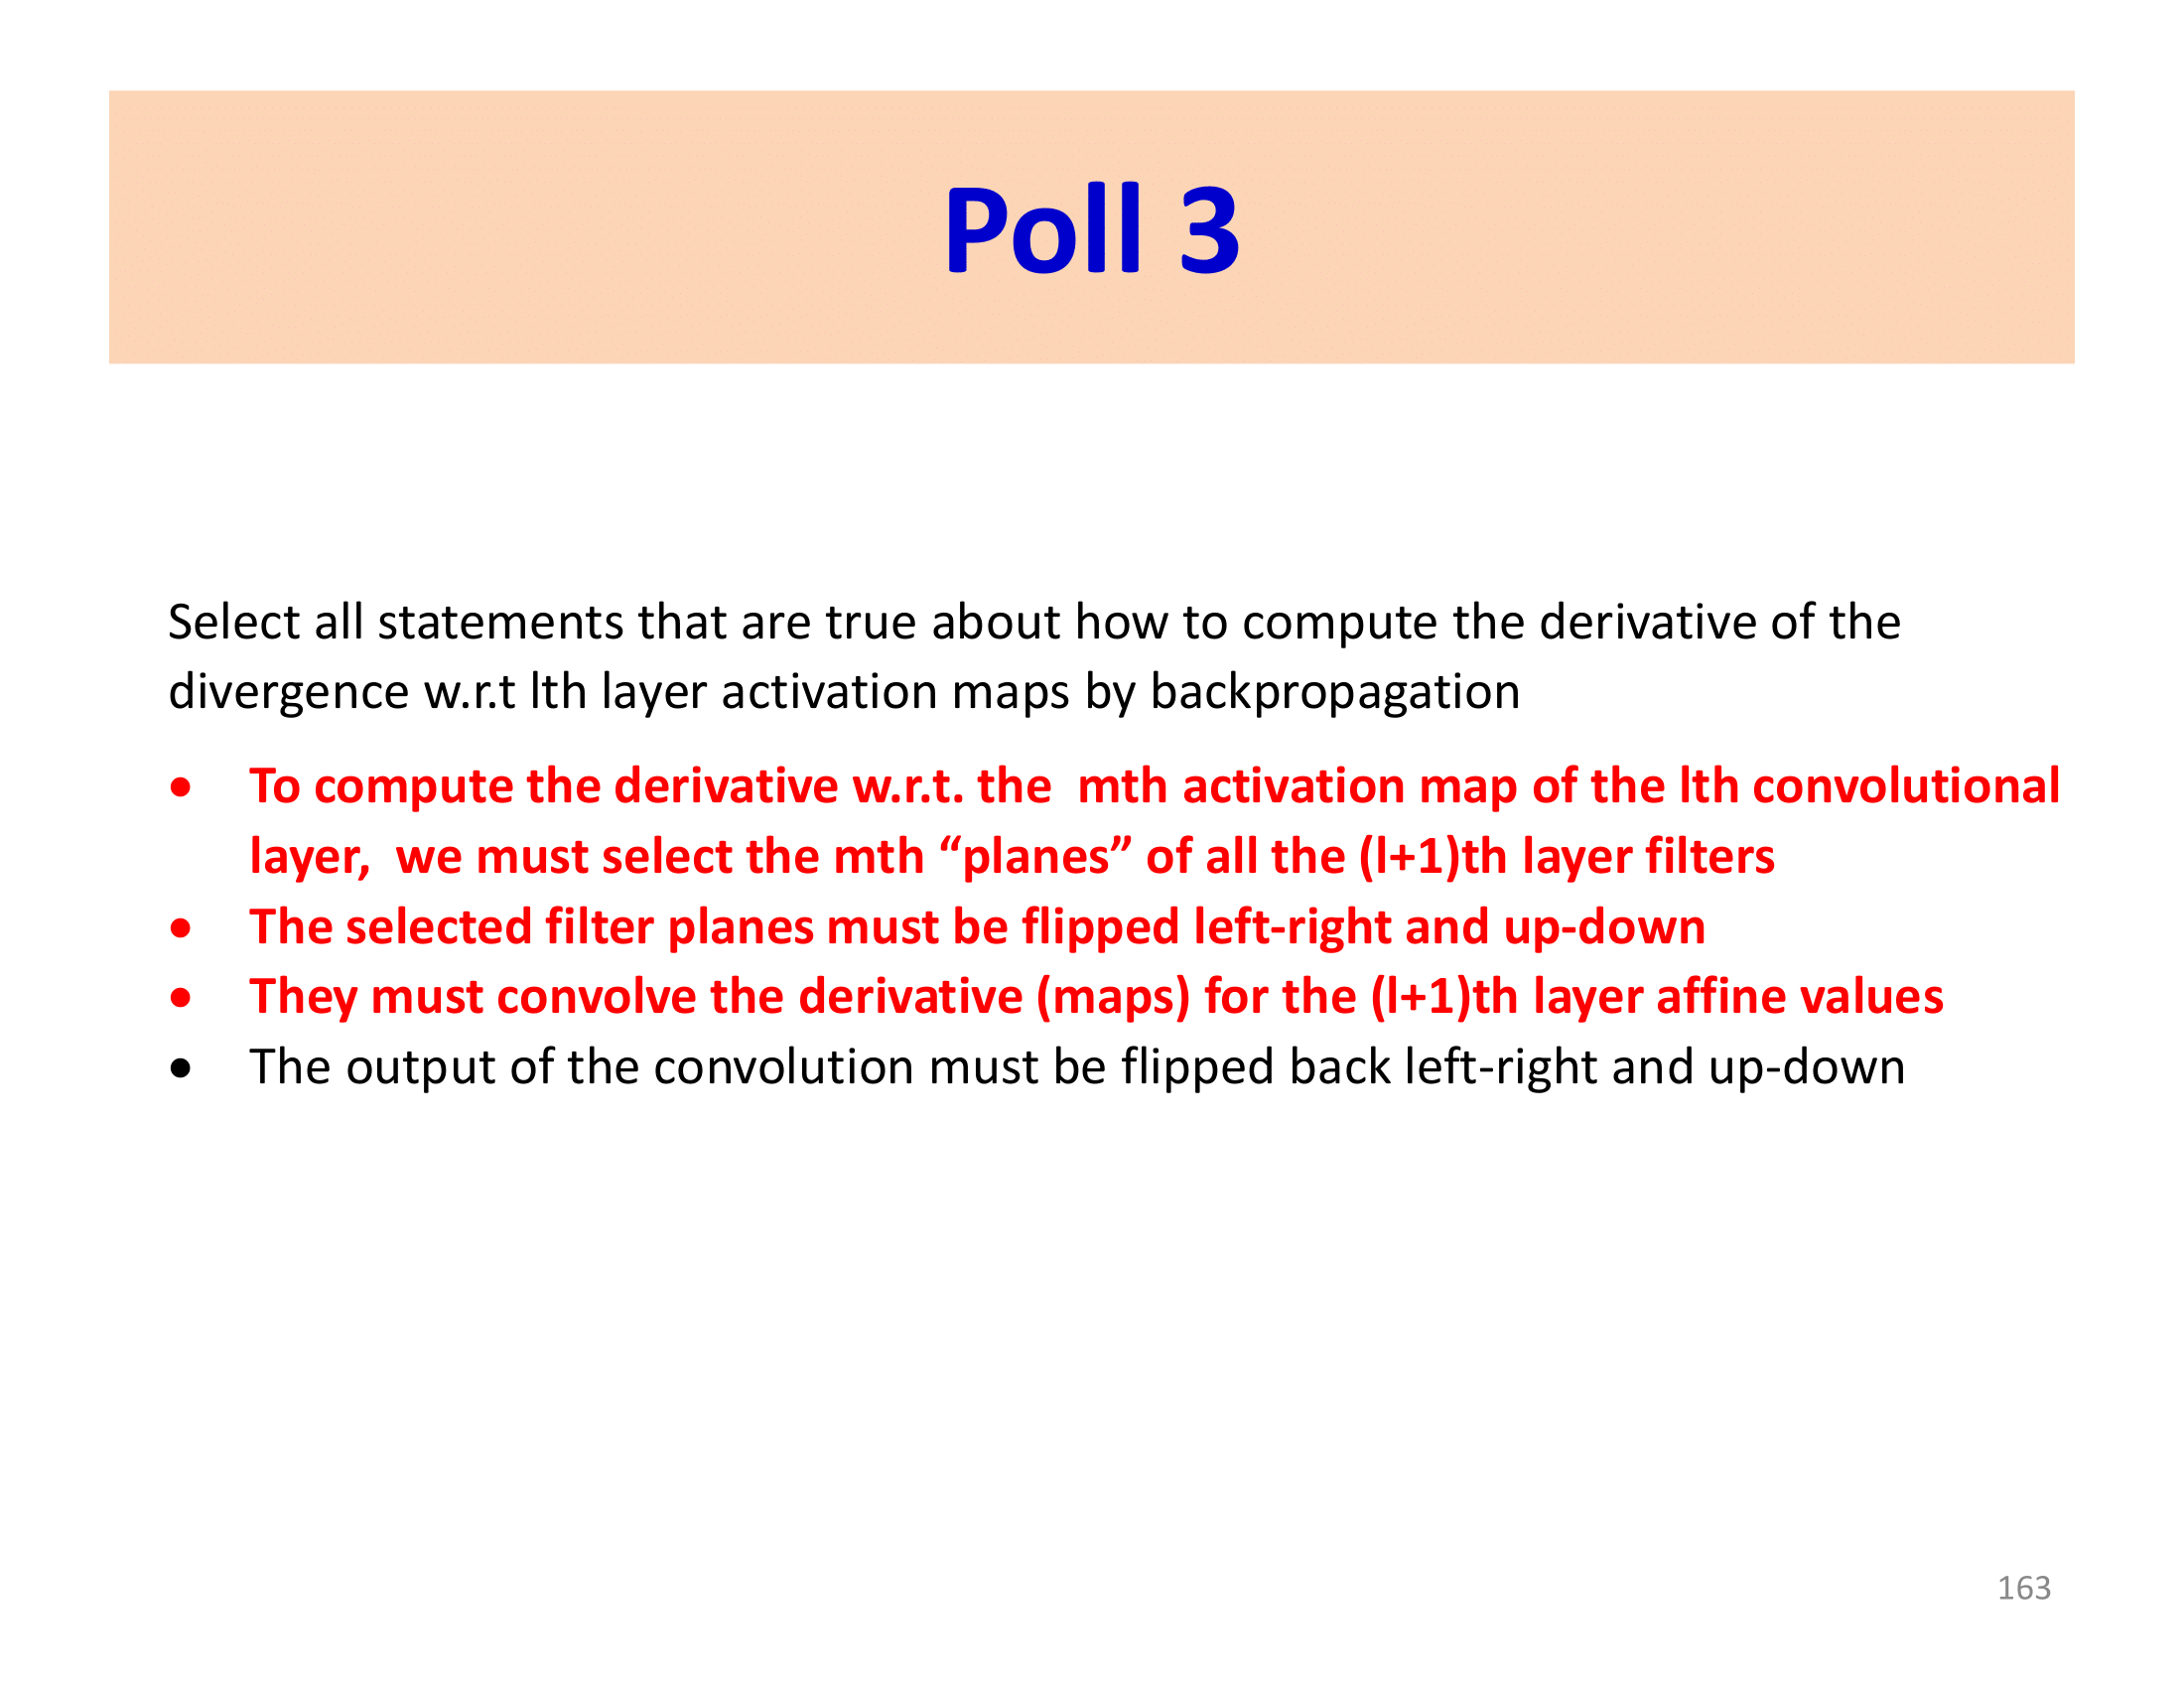 Poll 3
Select all statements that are true about how to compute the derivative of the
divergence w.r.t lth layer activation maps by backpropagation
● To compute the derivative w.r.t. the  mth activation map of the lth convolutional
layer,  we must select the mth “planes” of all the (l+1)th layer filters
● The selected filter planes must be flipped left-right and up-down
● They must convolve the derivative (maps) for the (l+1)th layer affine values
● The output of the convolution must be flipped back left-right and up-down
163